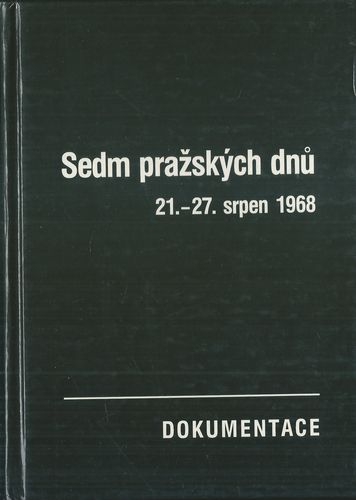 Sedm pražských dnů
21.–27. srpen 1968
DOKUMENTACE